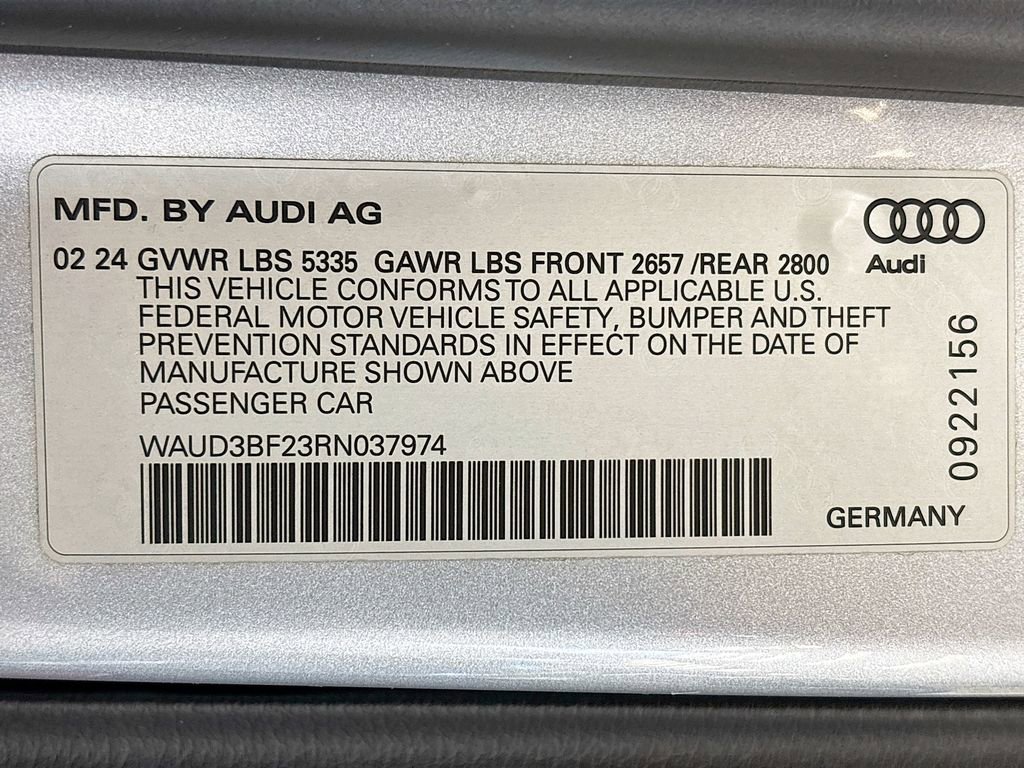 MFD. BY AUDI AG
02 24 GVWR LBS 5335 GAWR LBS FRONT 2657 /REAR 2800
Audi
THIS VEHICLE CONFORMS TO ALL APPLICABLE U.S.
FEDERAL MOTOR VEHICLE SAFETY, BUMPER AND THEFT
PREVENTION STANDARDS IN EFFECT ON THE DATE OF
MANUFACTURE SHOWN ABOVE
PASSENGER CAR
WAUD3BF23RN037974
0922156
GERMANY